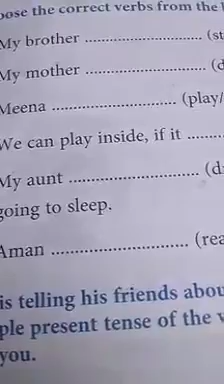 ose the correct verbs from the
My brother .............................. (st
My mother .............................. (d
Meena .............................. (play/
We can play inside, if it ........
My aunt .............................. (d
going to sleep.
Aman .............................. (rea
is telling his friends abou
ple present tense of the v
you.